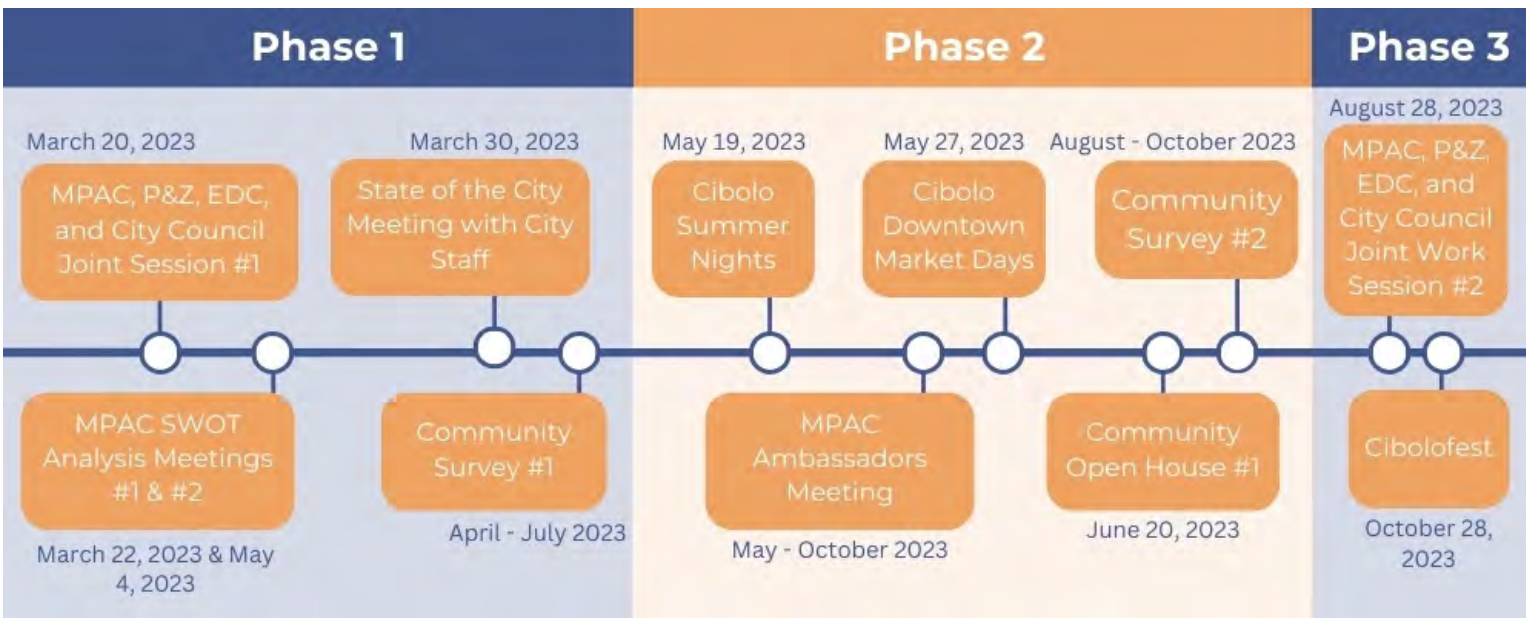 Phase 1
March 20, 2023
MPAC, P&Z, EDC,
and City Council
Joint Session #1
MPAC SWOT
Analysis Meetings
#1 & #2
March 22, 2023 & May
4, 2023
March 30, 2023
State of the City
Meeting with City
Staff
Community
Survey #1
April - July 2023
Phase 2
May 19, 2023
Cibolo
Summer
Nights
MPAC
Ambassadors
Meeting
May - October 2023
May 27, 2023
Cibolo
Downtown
Market Days
Community
Open House #1
June 20, 2023
August - October 2023
Community
Survey #2
Phase 3
August 28, 2023
MPAC, P&Z,
EDC, and
City Council
Joint Work
Session #2
Cibolofest
October 28,
2023